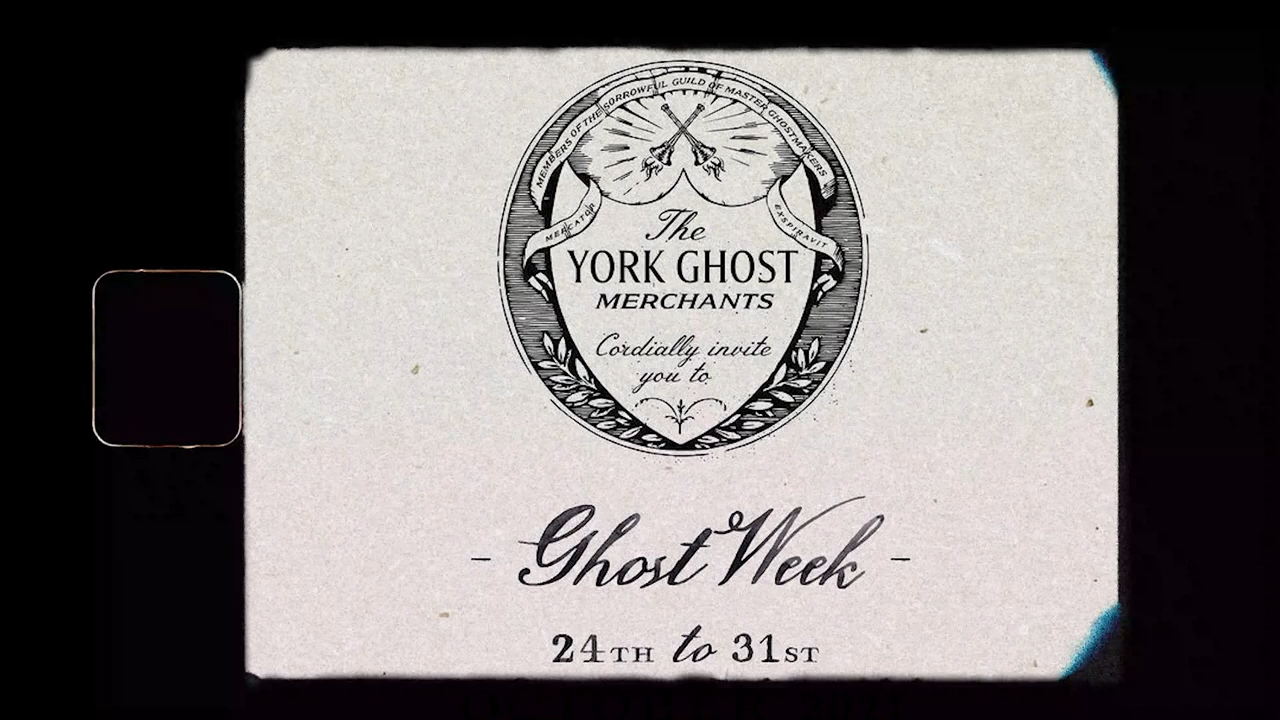 MEMBERS OF THE SORROWFUL GUILD OF MASTER GHOSTMAKERS
MERCATOR
EXSPIRAVIT
The
YORK GHOST
MERCHANTS
Cordially invite
you to
- Ghost Week -
24TH to 31ST